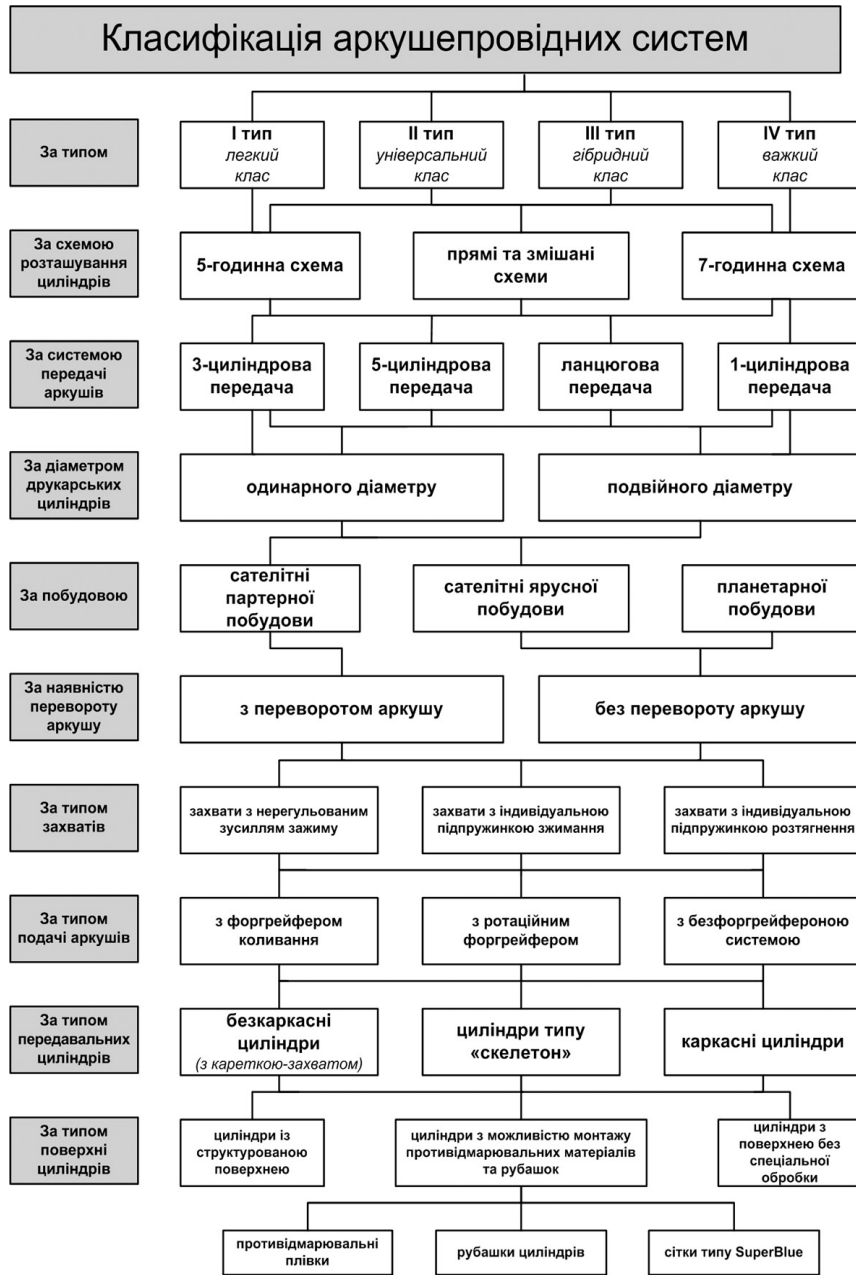 Класифікація аркушепровідних систем
За типом
I тип
легкий
клас
II тип
універсальний
клас
III тип
гібридний
клас
IV тип
важкий
клас
За схемою
розташування
циліндрів
5-годинна схема
прямі та змішані
схеми
7-годинна схема
За системою
передачі
аркушів
3-циліндрова
передача
5-циліндрова
передача
ланцюгова
передача
1-циліндрова
передача
За діаметром
друкарських
циліндрів
одинарного діаметру
подвійного діаметру
За побудовою
сателітні
партерної
побудови
сателітні ярусної
побудови
планетарної
побудови
За наявністю
перевороту
аркушу
з переворотом аркушу
без перевороту аркушу
За типом
захватів
захвати з нерегульованим
зусиллям зажиму
захвати з індивідуальною
підпружинкою зжимання
захвати з індивідуальною
підпружинкою розтягнення
За типом
подачі аркушів
з форгрейфером
коливання
з ротаційним
форгрейфером
з безфоргрейфероною
системою
За типом
передавальних
циліндрів
безкаркасні
циліндри
(з кареткою-захватом)
циліндри типу
«скелетон»
каркасні циліндри
За типом
поверхні
циліндрів
циліндри із
структурованою
поверхнею
циліндри з можливістю монтажу
противідмарювальних матеріалів
та рубашок
циліндри з
поверхнею без
спеціальної
обробки
противідмарювальні
плівки
рубашки циліндрів
сітки типу SuperBlue